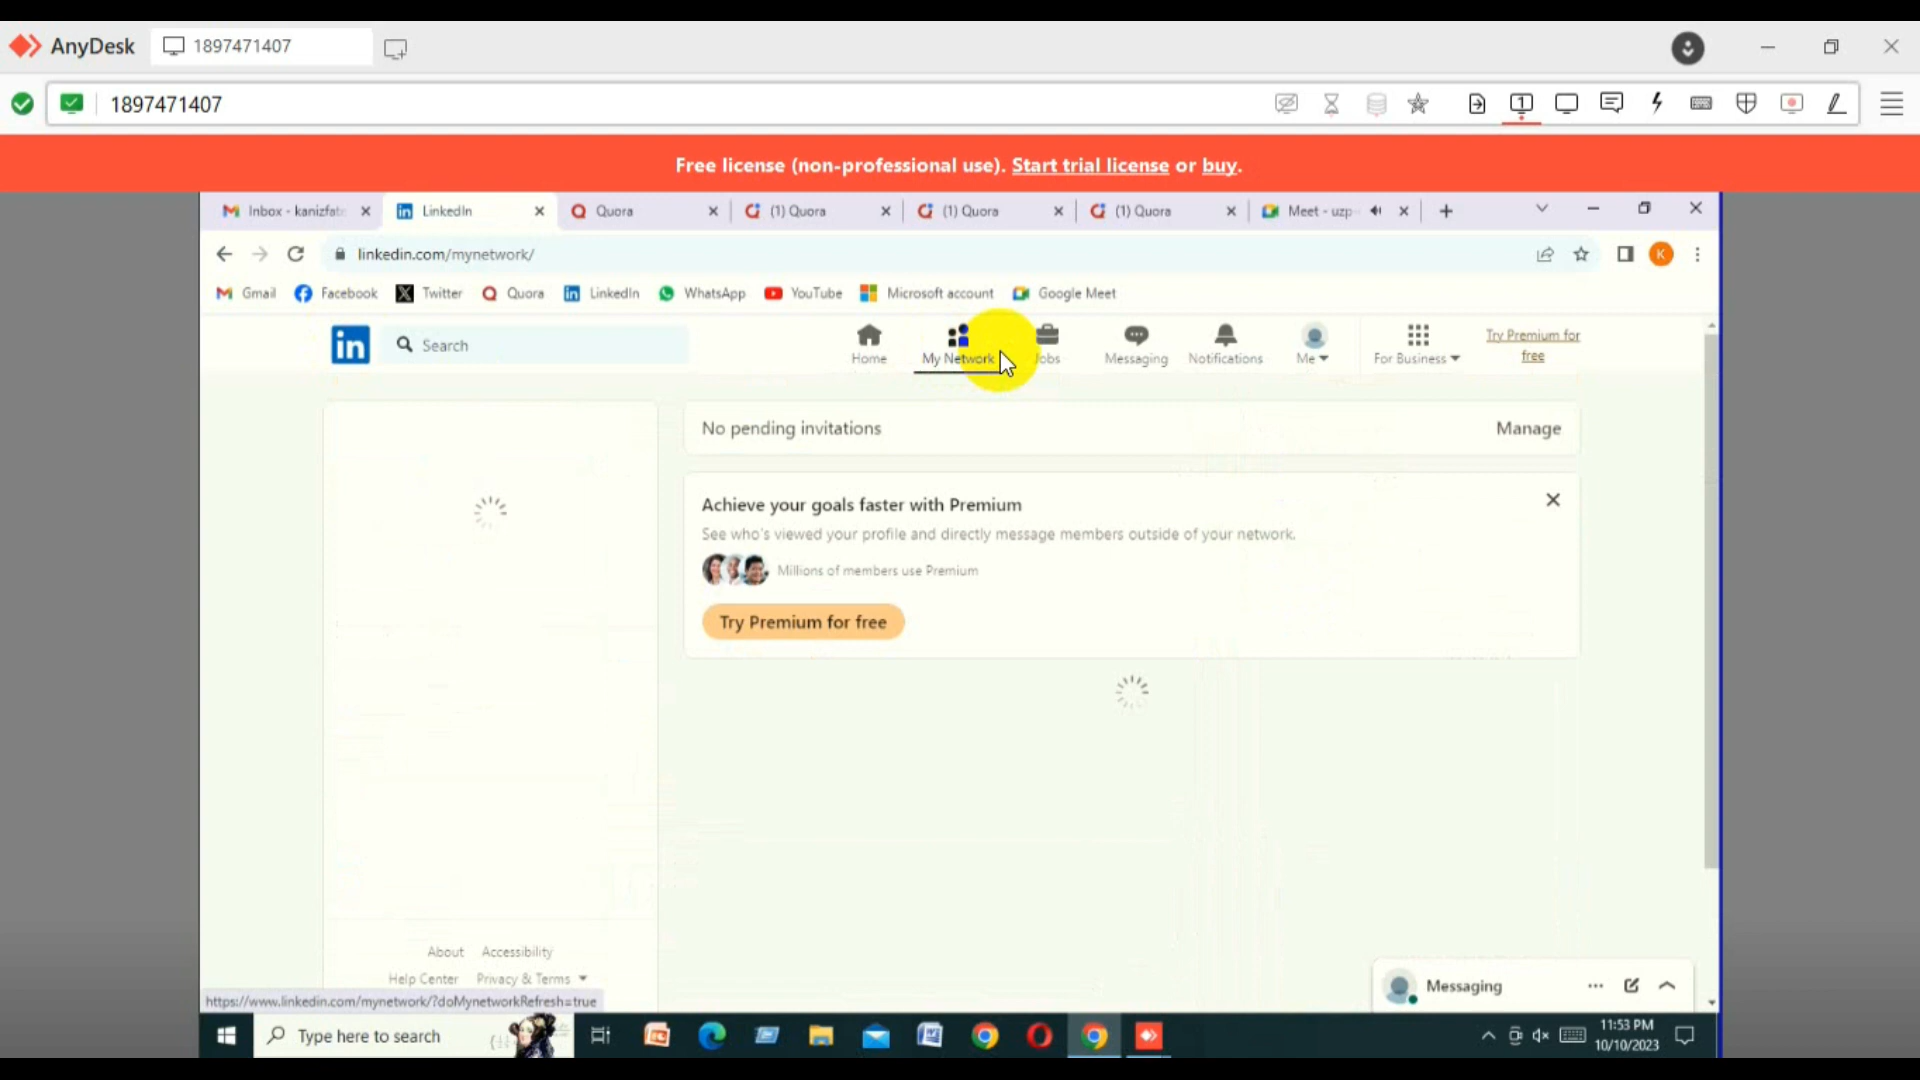 AnyDesk
1897471407
1897471407
Free license (non-professional use). Start trial license or buy.
Inbox - kanizfat
LinkedIn
Quora
(1) Quora
(1) Quora
(1) Quora
Meet - uzp
linkedin.com/mynetwork/
Gmail
Facebook
Twitter
Quora
LinkedIn
WhatsApp
YouTube
Microsoft account
Google Meet
K
in
Search
Home
My Network
Jobs
Messaging
Notifications
Me
For Business
Try Premium for
free
No pending invitations
Manage
Achieve your goals faster with Premium
See who's viewed your profile and directly message members outside of your network.
Millions of members use Premium
Try Premium for free
About
Accessibility
Help Center
Privacy & Terms
Messaging
https://www.linkedin.com/mynetwork/?doMynetworkRefresh=true
Type here to search
11:53 PM
10/10/2023